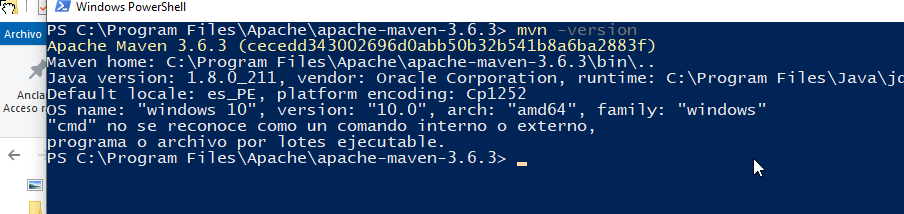 Windows PowerShell
Archivo
PS C:\Program Files\Apache\apache-maven-3.6.3> mvn -version
Apache Maven 3.6.3 (cecedd343002696d0abb50b32b541b8a6ba2883f)
Maven home: C:\Program Files\Apache\apache-maven-3.6.3\bin\..
Java version: 1.8.0_211, vendor: Oracle Corporation, runtime: C:\Program Files\Java\jd
Default locale: es_PE, platform encoding: Cp1252
OS name: "windows 10", version: "10.0", arch: "amd64", family: "windows"
"cmd" no se reconoce como un comando interno o externo,
programa o archivo por lotes ejecutable.
PS C:\Program Files\Apache\apache-maven-3.6.3>
Ancla
Acceso r